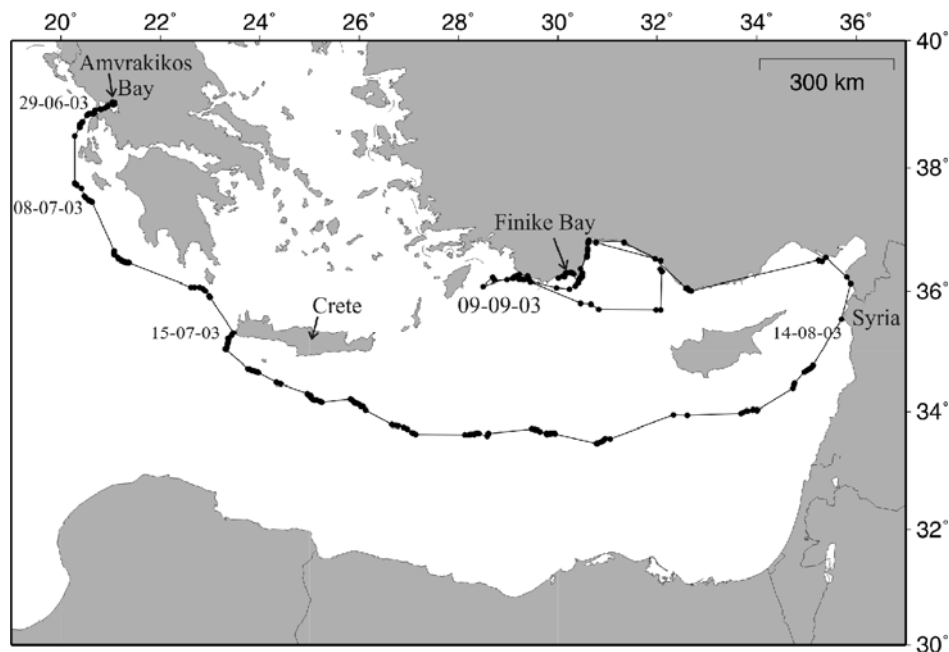 20° 22° 24° 26° 28° 30° 32° 34° 36°
40°
Amvrakikos
Bay
29-06-03
300 km
38°
08-07-03
Finike Bay
36°
09-09-03
Crete
15-07-03
14-08-03
Syria
34°
32°
30°